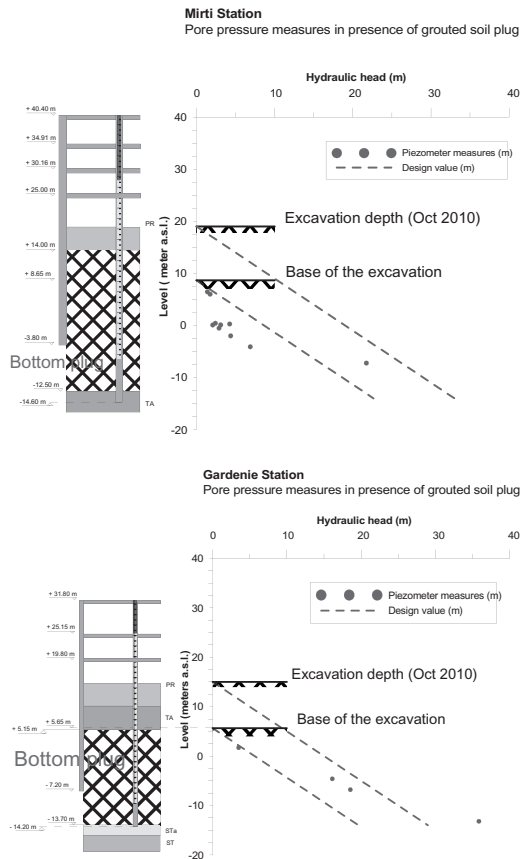 Mirti Station
Pore pressure measures in presence of grouted soil plug
Hydraulic head (m)
0 10 20 30 40
+ 40.40 m
+ 34.91 m
+ 30.16 m
+ 25.00 m
PR
+ 14.00 m
+ 8.65 m
-3.80 m
Bottom plug
-12.50 m
-14.60 m
TA
Level ( meter a.s.l.)
40
30
20
10
0
-10
-20
Piezometer measures (m)
Design value (m)
Excavation depth (Oct 2010)
Base of the excavation
Gardenie Station
Pore pressure measures in presence of grouted soil plug
Hydraulic head (m)
0 10 20 30 40
+ 31.80 m
+ 25.15 m
+ 19.80 m
PR
TA
+ 5.65 m
+ 5.15 m
Bottom plug
- 7.20 m
-13.70 m
- 14.20 m
STa
ST
Level (meters a.s.l.)
40
30
20
10
0
-10
-20
Piezometer measures (m)
Design value (m)
Excavation depth (Oct 2010)
Base of the excavation